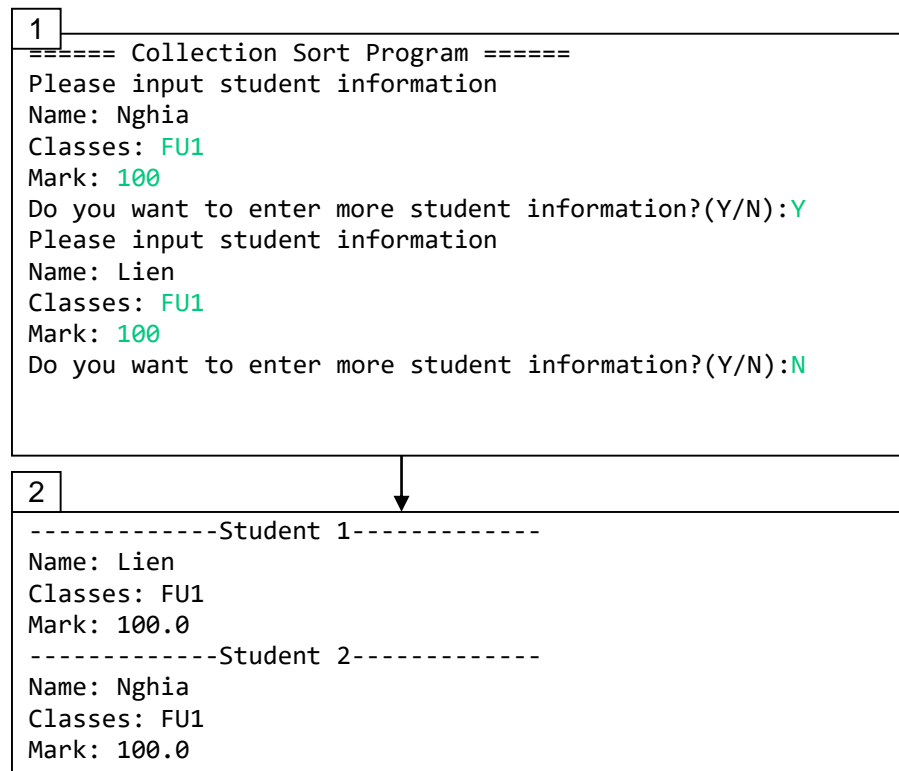 1
====== Collection Sort Program ======
Please input student information
Name: Nghia
Classes: FU1
Mark: 100
Do you want to enter more student information?(Y/N):Y
Please input student information
Name: Lien
Classes: FU1
Mark: 100
Do you want to enter more student information?(Y/N):N
2
-------------Student 1-------------
Name: Lien
Classes: FU1
Mark: 100.0
-------------Student 2-------------
Name: Nghia
Classes: FU1
Mark: 100.0